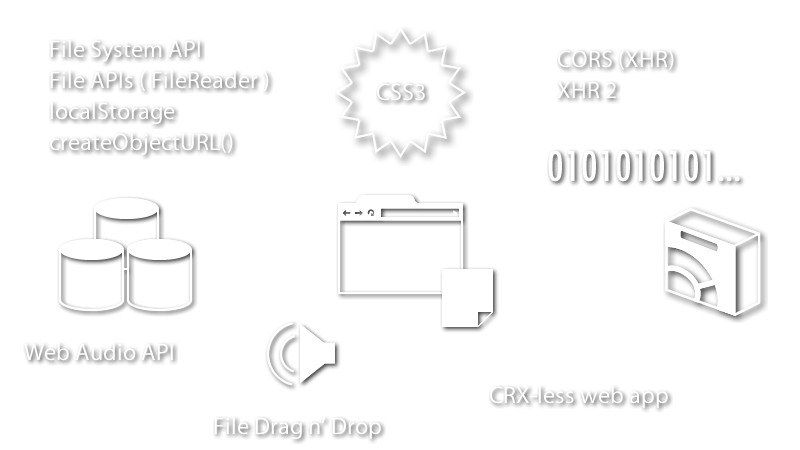 File System API
File APIs ( FileReader )
localStorage
createObjectURL()
CSS3
CORS (XHR)
XHR 2
0101010101...
Web Audio API
File Drag n’ Drop
CRX-less web app